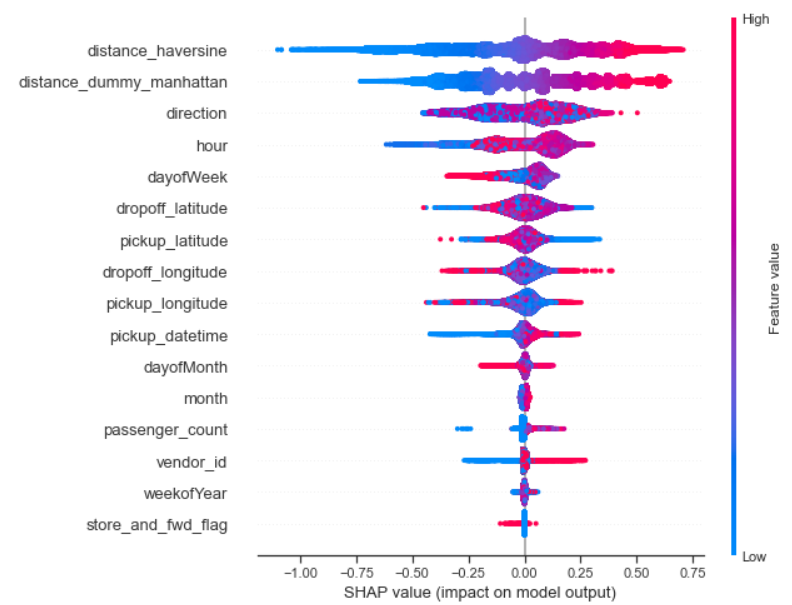 High
distance_haversine
distance_dummy_manhattan
direction
hour
dayofWeek
dropoff_latitude
pickup_latitude
dropoff_longitude
pickup_longitude
pickup_datetime
dayofMonth
month
passenger_count
vendor_id
weekofYear
store_and_fwd_flag
Feature value
Low
−1.00 −0.75 −0.50 −0.25 0.00 0.25 0.50 0.75
SHAP value (impact on model output)